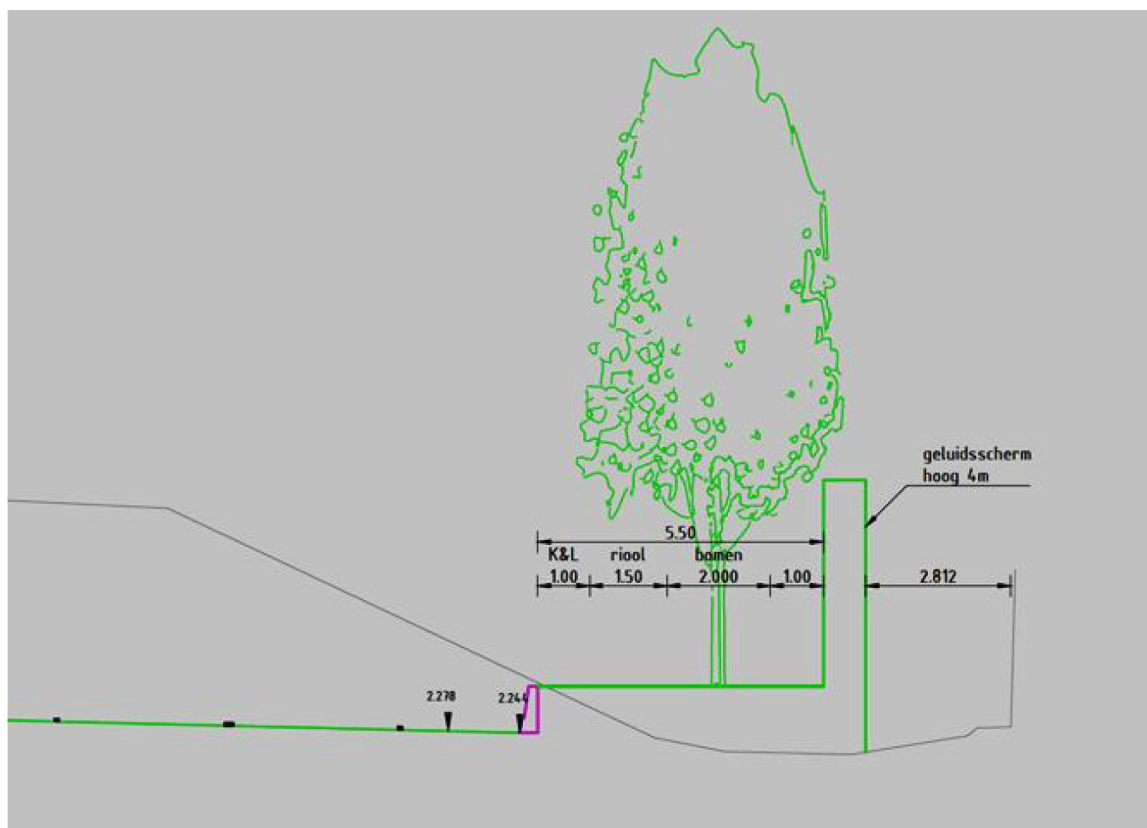 geluidsscherm
hoog 4m
5.50
K&L riool bomen
1.00 1.50 2.000 1.00 2.812
2.278 2.244